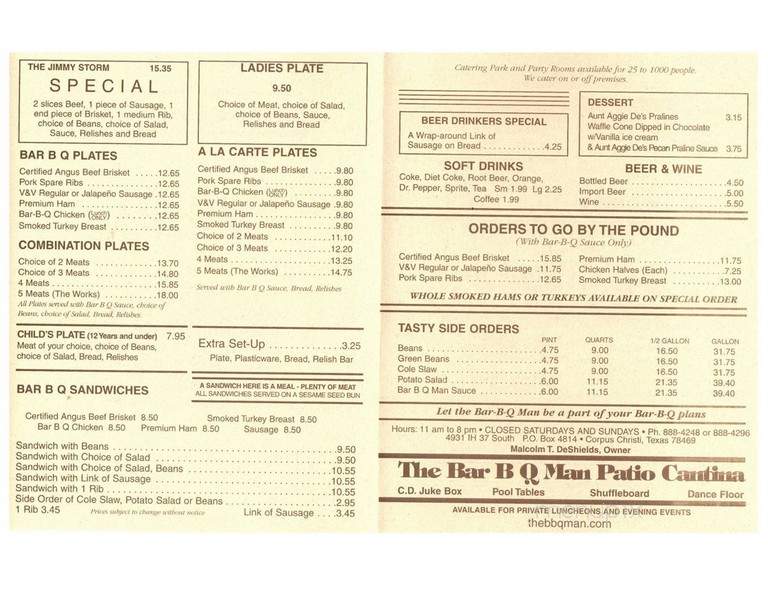 THE JIMMY STORM 15.35
SPECIAL
2 slices Beef, 1 piece of Sausage, 1
end piece of Brisket, 1 medium Rib,
choice of Beans, choice of Salad,
Sauce, Relishes and Bread
LADIES PLATE
9.50
Choice of Meat, choice of Salad,
choice of Beans, Sauce,
Relishes and Bread
BAR B Q PLATES
Certified Angus Beef Brisket .....12.65
Pork Spare Ribs ............12.65
V&V Regular or Jalapeño Sausage .12.65
Premium Ham ..............12.65
Bar-B-Q Chicken .........12.65
Smoked Turkey Breast .........12.65
COMBINATION PLATES
Choice of 2 Meats ............13.70
Choice of 3 Meats ............14.80
4 Meats ..................15.85
5 Meats (The Works) ..........18.00
All Plates served with Bar B Q Sauce, choice of
Beans, choice of Salad, Bread, Relishes
CHILD'S PLATE (12 Years and under) 7.95
Meat of your choice, choice of Beans,
choice of Salad, Bread, Relishes
A LA CARTE PLATES
Certified Angus Beef Brisket .....9.80
Pork Spare Ribs ............9.80
Bar-B-Q Chicken .........9.80
V&V Regular or Jalapeño Sausage .9.80
Premium Ham ..............9.80
Smoked Turkey Breast .........9.80
Choice of 2 Meats ............11.10
Choice of 3 Meats ............12.20
4 Meats ..................13.25
5 Meats (The Works) ..........14.75
Served with Bar B Q Sauce, Bread, Relishes
Extra Set-Up ..............3.25
Plate, Plasticware, Bread, Relish Bar
BAR B Q SANDWICHES
A SANDWICH HERE IS A MEAL - PLENTY OF MEAT
ALL SANDWICHES SERVED ON A SESAME SEED BUN
Certified Angus Beef Brisket 8.50 Smoked Turkey Breast 8.50
Bar B Q Chicken 8.50 Premium Ham 8.50 Sausage 8.50
Sandwich with Beans ..............9.50
Sandwich with Choice of Salad ..............9.50
Sandwich with Choice of Salad, Beans ..............10.55
Sandwich with Link of Sausage ..............10.55
Sandwich with 1 Rib ..............10.55
Side Order of Cole Slaw, Potato Salad or Beans ..............2.95
1 Rib 3.45 Prices subject to change without notice Link of Sausage ....3.45
Catering Park and Party Rooms available for 25 to 1000 people.
We cater on or off premises.
BEER DRINKERS SPECIAL
A Wrap-around Link of
Sausage on Bread ..............4.25
DESSERT
Aunt Aggie De's Pralines 3.15
Waffle Cone Dipped in Chocolate
w/Vanilla ice cream
& Aunt Aggie De's Pecan Praline Sauce 3.75
SOFT DRINKS
Coke, Diet Coke, Root Beer, Orange,
Dr. Pepper, Sprite, Tea Sm 1.99 Lg 2.25
Coffee 1.99
BEER & WINE
Bottled Beer ..............4.50
Import Beer ..............5.00
Wine ..............5.50
ORDERS TO GO BY THE POUND
(With Bar-B-Q Sauce Only)
Certified Angus Beef Brisket .....15.85 Premium Ham ..............11.75
V&V Regular or Jalapeño Sausage .11.75 Chicken Halves (Each) .........7.25
Pork Spare Ribs ............12.65 Smoked Turkey Breast .........13.00
WHOLE SMOKED HAMS OR TURKEYS AVAILABLE ON SPECIAL ORDER
TASTY SIDE ORDERS
PINT QUARTS 1/2 GALLON GALLON
Beans ..............4.75 9.00 16.50 31.75
Green Beans ..............4.75 9.00 16.50 31.75
Cole Slaw ..............4.75 9.00 16.50 31.75
Potato Salad ..............6.00 11.15 21.35 39.40
Bar B Q Man Sauce ..............6.00 11.15 21.35 39.40
Let the Bar-B-Q Man be a part of your Bar-B-Q plans
Hours: 11 am to 8 pm • CLOSED SATURDAYS AND SUNDAYS • Ph. 888-4248 or 888-4296
4931 IH 37 South P.O. Box 4814 • Corpus Christi, Texas 78469
Malcolm T. DeShields, Owner
The Bar B Q Man Patio Cantina
C.D. Juke Box Pool Tables Shuffleboard Dance Floor
AVAILABLE FOR PRIVATE LUNCHEONS AND EVENING EVENTS
thebbqman.com